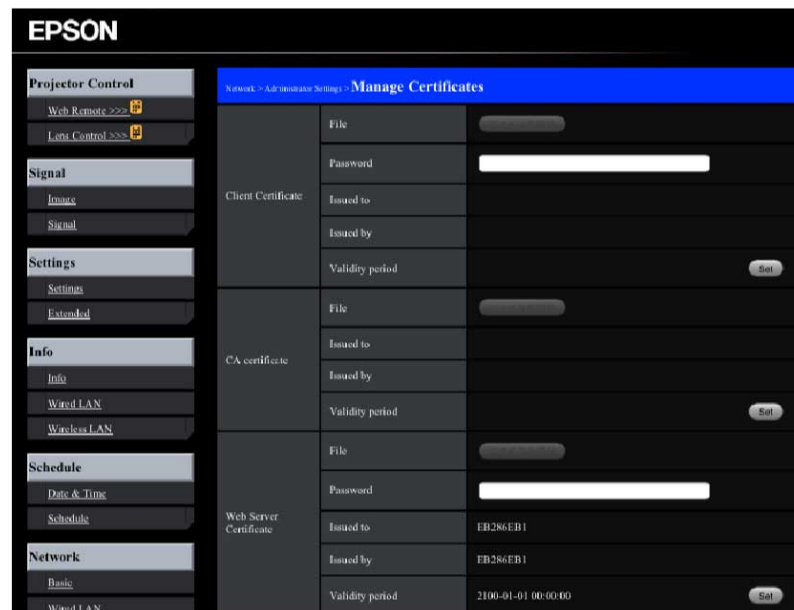 EPSON
Projector Control
Web Remote >>>
Lens Control >>>
Signal
Image
Signal
Settings
Settings
Extended
Info
Info
Wired LAN
Wireless LAN
Schedule
Date & Time
Schedule
Network
Basic
Wired LAN
Network > Administrator Settings > Manage Certificates
Client Certificate
File
Password
Issued to
Issued by
Validity period
Set
CA certificate
File
Issued to
Issued by
Validity period
Set
Web Server
Certificate
File
Password
Issued to
EB286EB1
Issued by
EB286EB1
Validity period
2100-01-01 00:00:00
Set